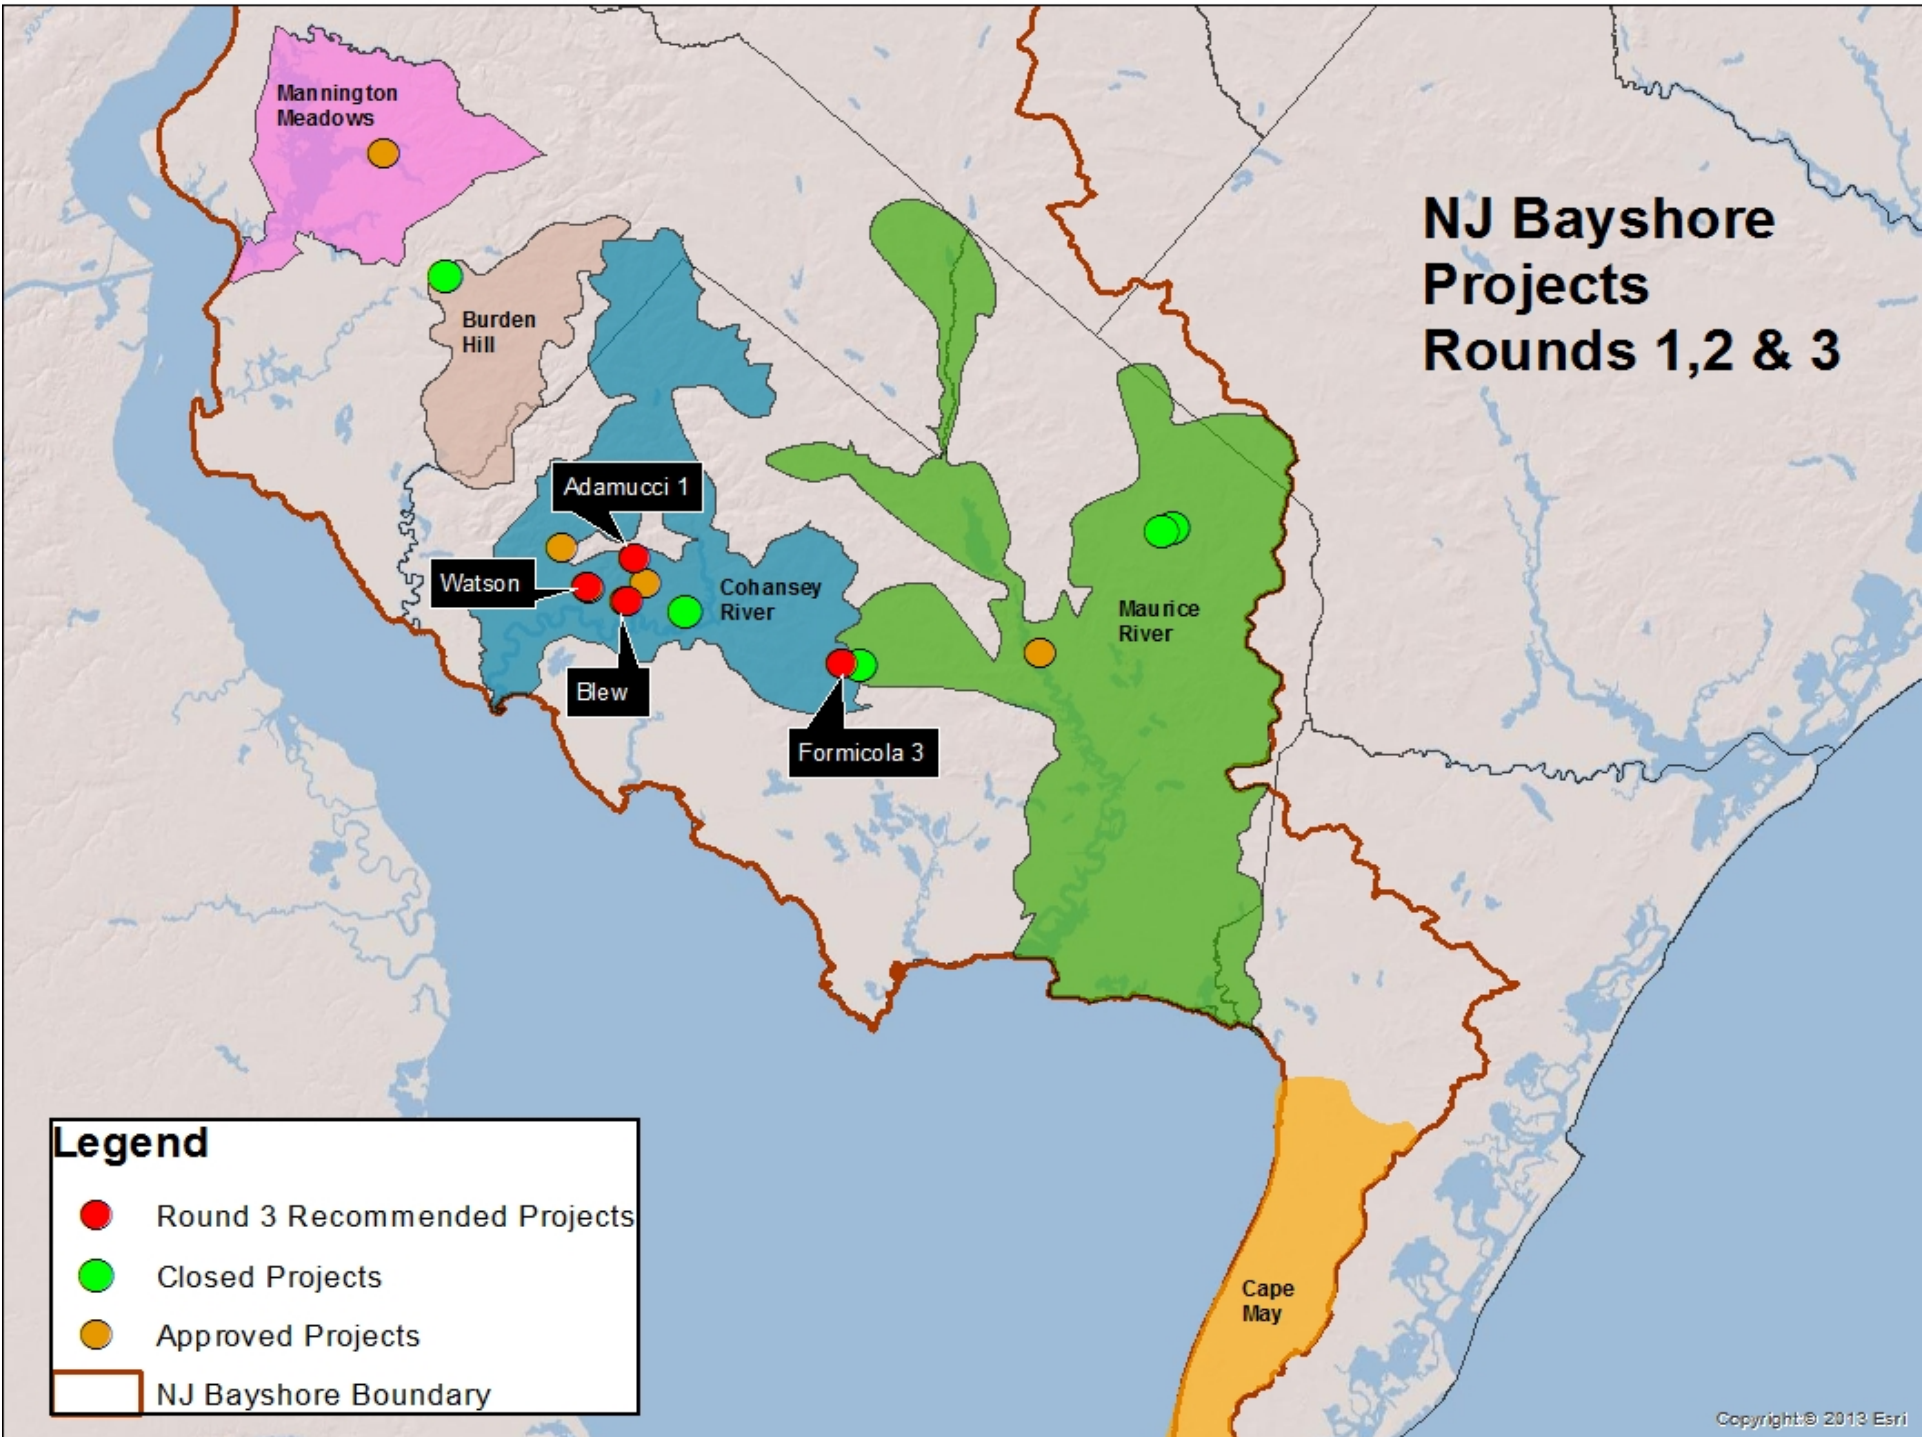 Mannington
Meadows
NJ Bayshore
Projects
Rounds 1,2 & 3
Burden
Hill
Adamucci 1
Watson
Cohansey
River
Maurice
River
Blew
Formicola 3
Legend
Round 3 Recommended Projects
Closed Projects
Approved Projects
NJ Bayshore Boundary
Cape
May
Copyright:© 2013 Esri